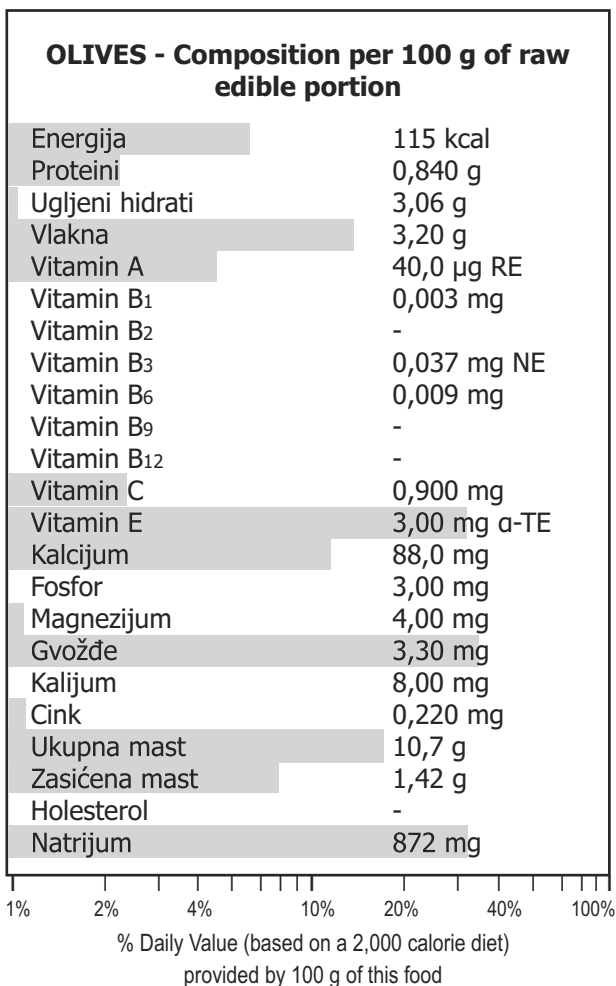 OLIVES - Composition per 100 g of raw
edible portion
Energija 115 kcal
Proteini 0,840 g
Ugljeni hidrati 3,06 g
Vlakna 3,20 g
Vitamin A 40,0 µg RE
Vitamin B1 0,003 mg
Vitamin B2 -
Vitamin B3 0,037 mg NE
Vitamin B6 0,009 mg
Vitamin B9 -
Vitamin B12 -
Vitamin C 0,900 mg
Vitamin E 3,00 mg α-TE
Kalcijum 88,0 mg
Fosfor 3,00 mg
Magnezijum 4,00 mg
Gvožđe 3,30 mg
Kalijum 8,00 mg
Cink 0,220 mg
Ukupna mast 10,7 g
Zasićena mast 1,42 g
Holesterol -
Natrijum 872 mg
1% 2% 4% 10% 20% 40% 100%
% Daily Value (based on a 2,000 calorie diet)
provided by 100 g of this food